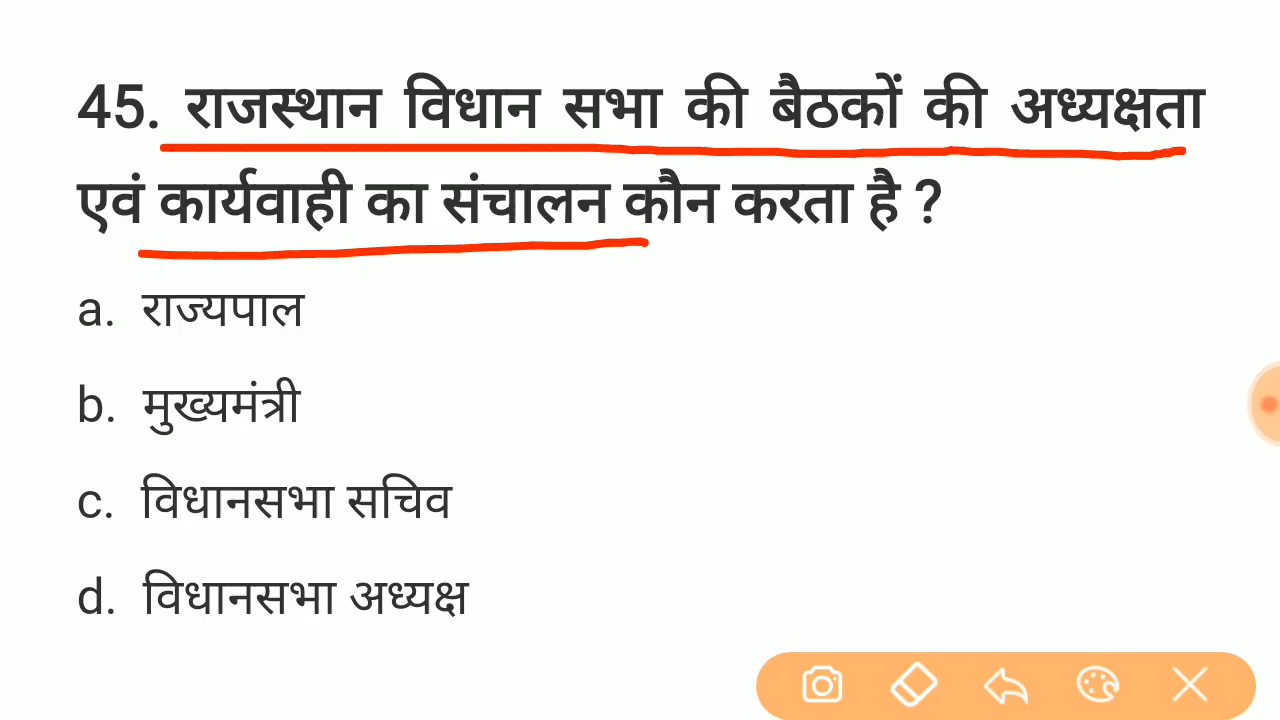 45. राजस्थान विधान सभा की बैठकों की अध्यक्षता
एवं कार्यवाही का संचालन कौन करता है ?
a. राज्यपाल
b. मुख्यमंत्री
c. विधानसभा सचिव
d. विधानसभा अध्यक्ष